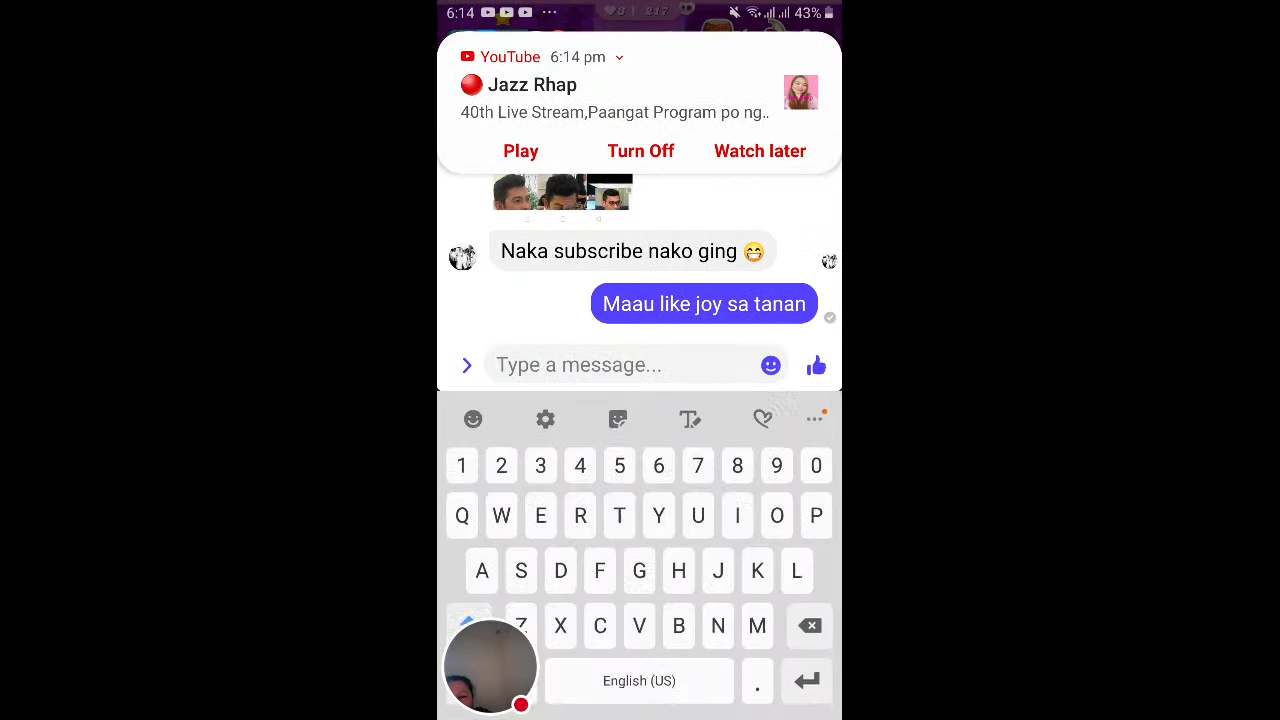 6:14 43%
3 | 217
YouTube 6:14 pm
Jazz Rhap
40th Live Stream,Paangat Program po ng..
Play Turn Off Watch later
Naka subscribe nako ging 😁
Maau like joy sa tanan
Type a message...
1 2 3 4 5 6 7 8 9 0
Q W E R T Y U I O P
A S D F G H J K L
Z X C V B N M
English (US) .